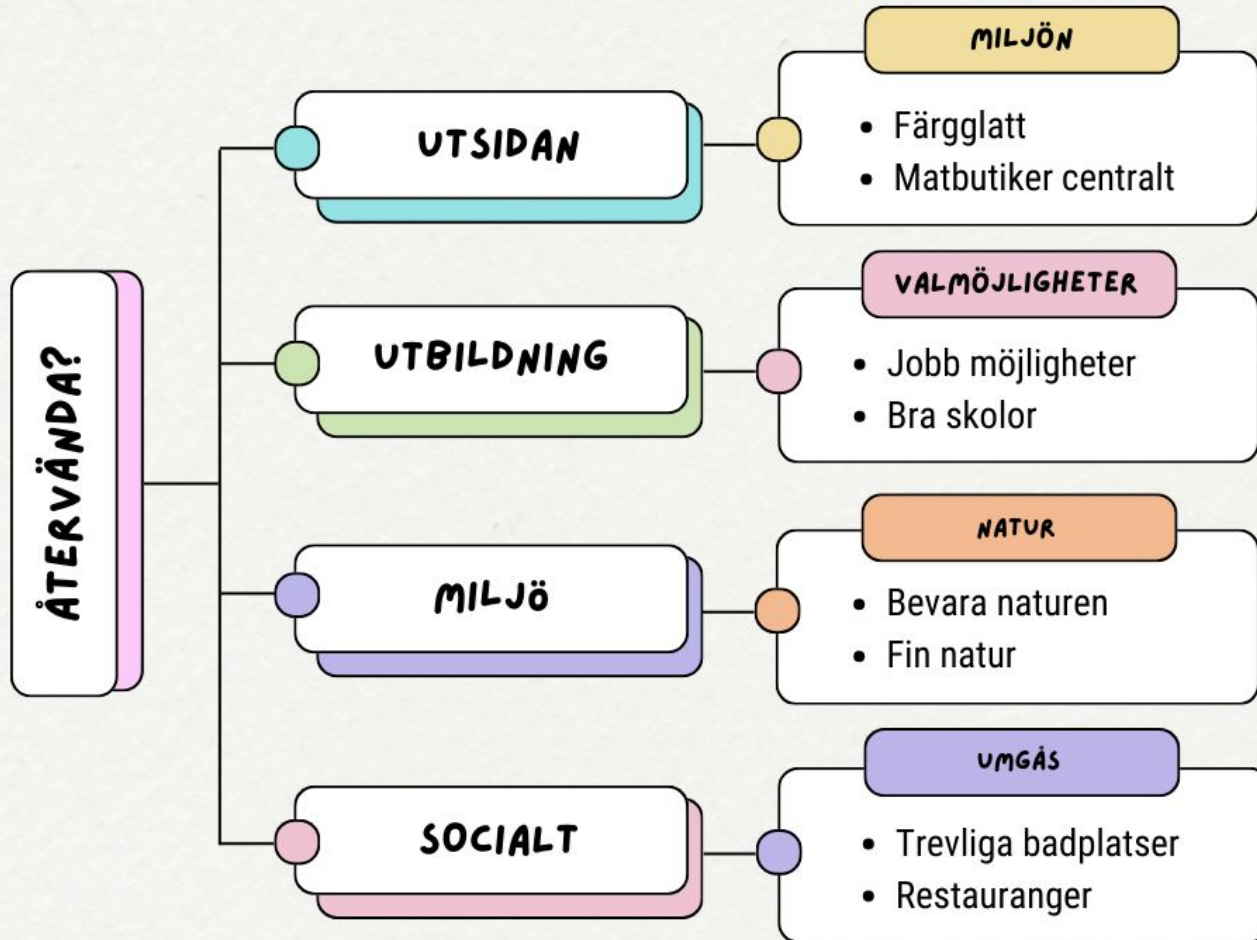 ÅTERVÄNDA?
UTSIDAN
MILJÖN
Färgglatt
Matbutiker centralt
UTBILDNING
VALMÖJLIGHETER
Jobb möjligheter
Bra skolor
MILJÖ
NATUR
Bevara naturen
Fin natur
SOCIALT
UMGÅS
Trevliga badplatser
Restauranger